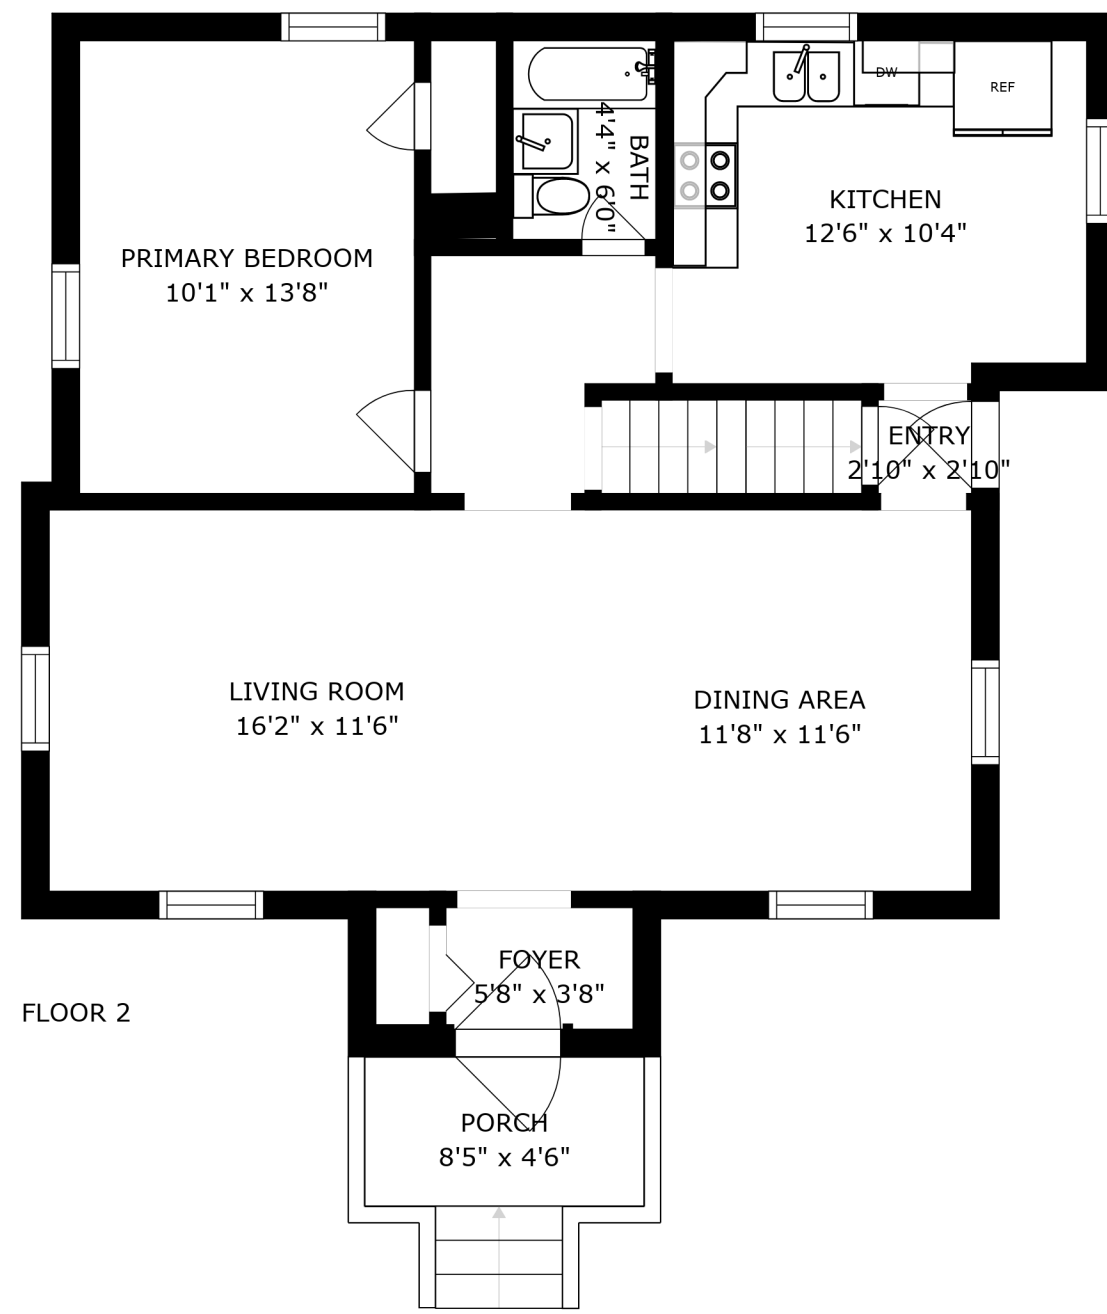 DW
REF
BATH
4'4" x 6'0"
KITCHEN
12'6" x 10'4"
PRIMARY BEDROOM
10'1" x 13'8"
ENTRY
2'10" x 2'10"
LIVING ROOM
16'2" x 11'6"
DINING AREA
11'8" x 11'6"
FOYER
5'8" x 3'8"
FLOOR 2
PORCH
8'5" x 4'6"